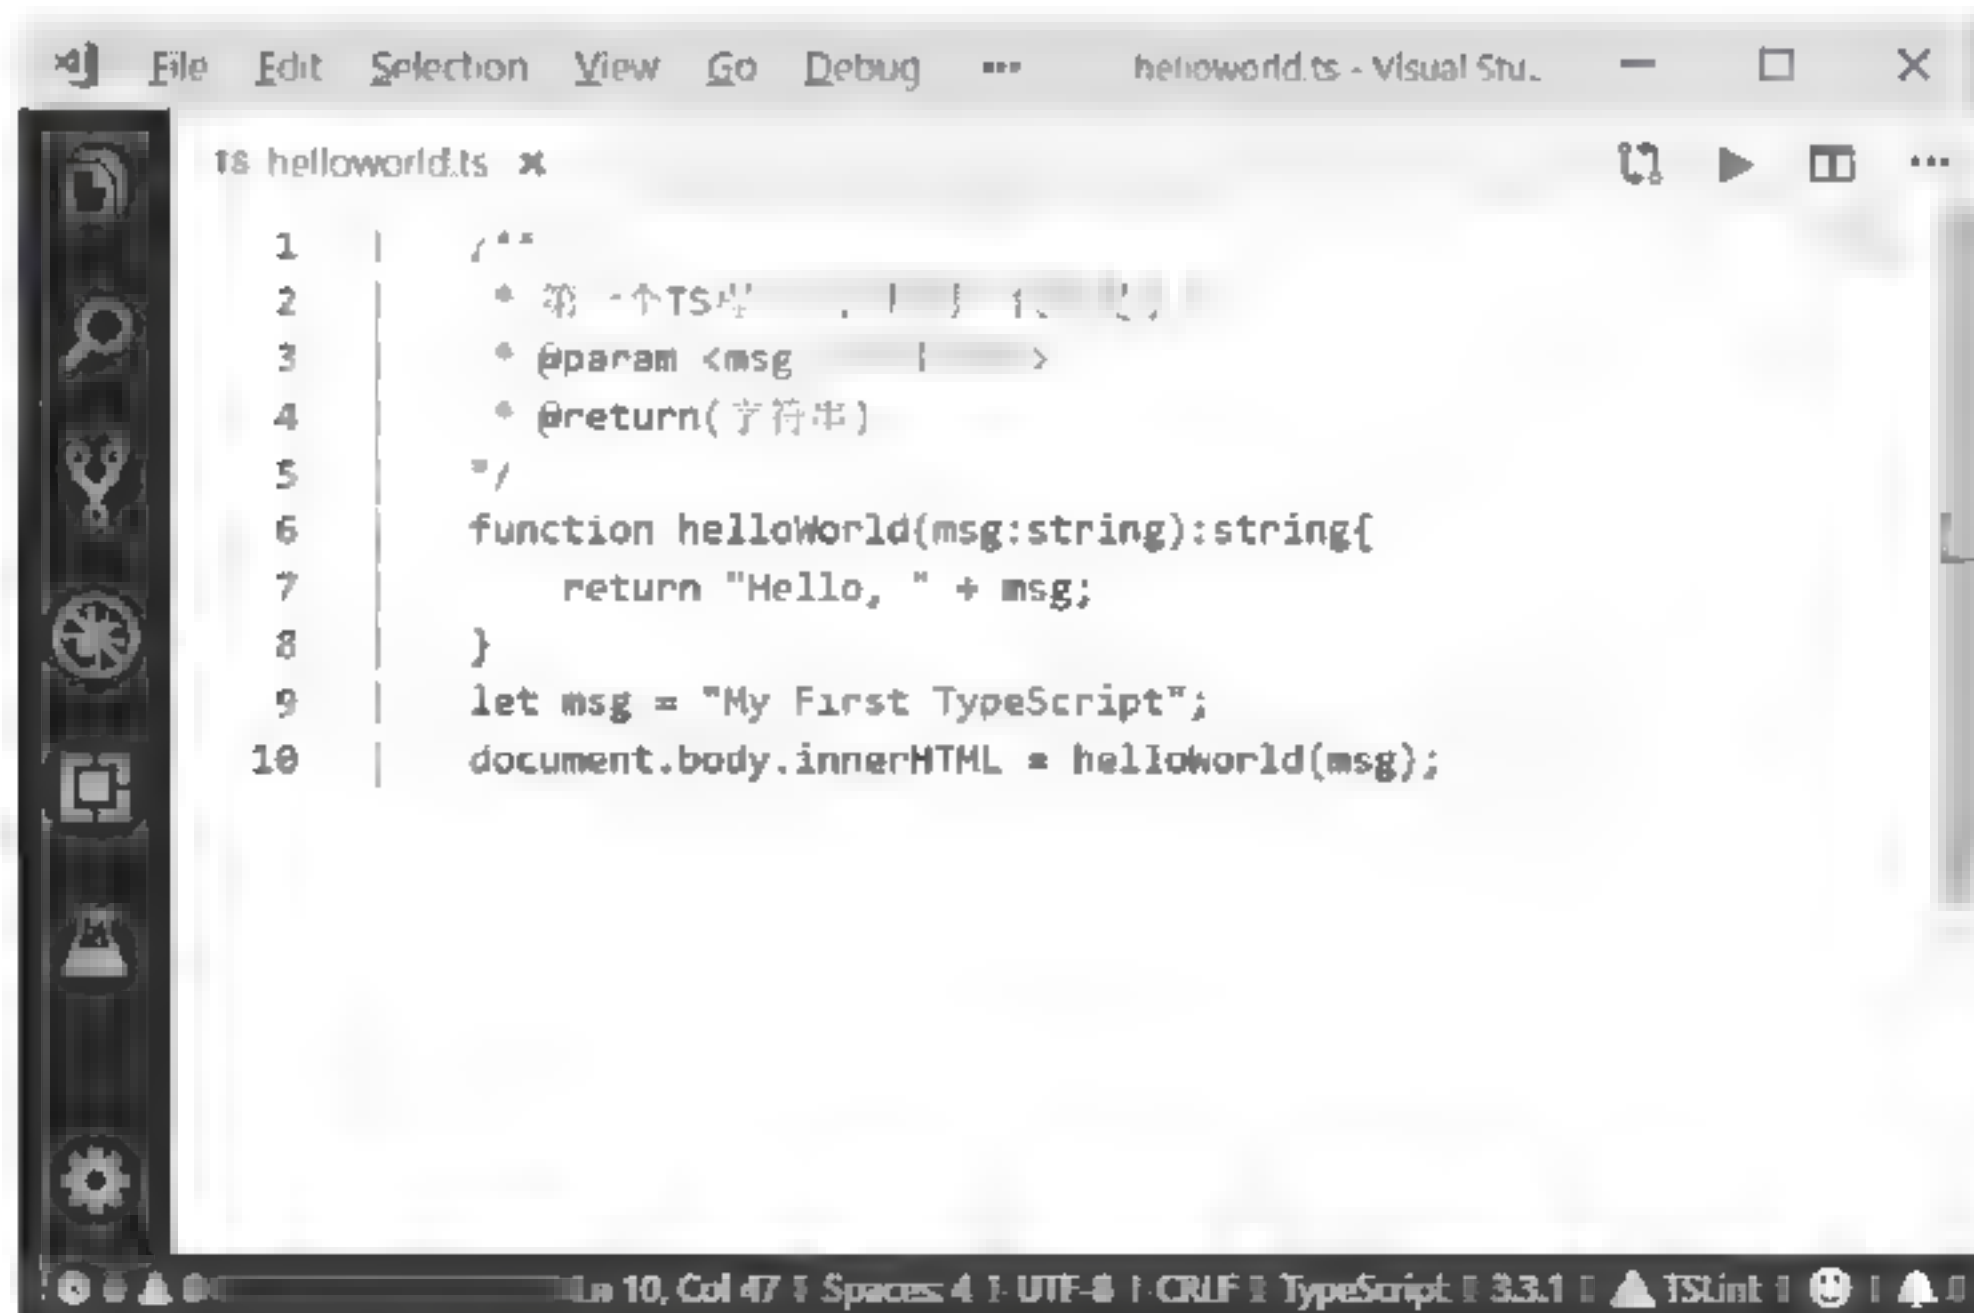 File Edit Selection View Go Debug ••• helloworld.ts - Visual Stu...
TS helloworld.ts ×
1 /**
2 * 第一个TS
3 * @param <msg >
4 * @return(字符串)
5 */
6 function helloWorld(msg:string):string{
7 return "Hello, " + msg;
8 }
9 let msg = "My First TypeScript";
10 document.body.innerHTML = helloWorld(msg);
Ln 10, Col 47 Spaces: 4 UTF-8 CRLF TypeScript 3.3.1 TSLint